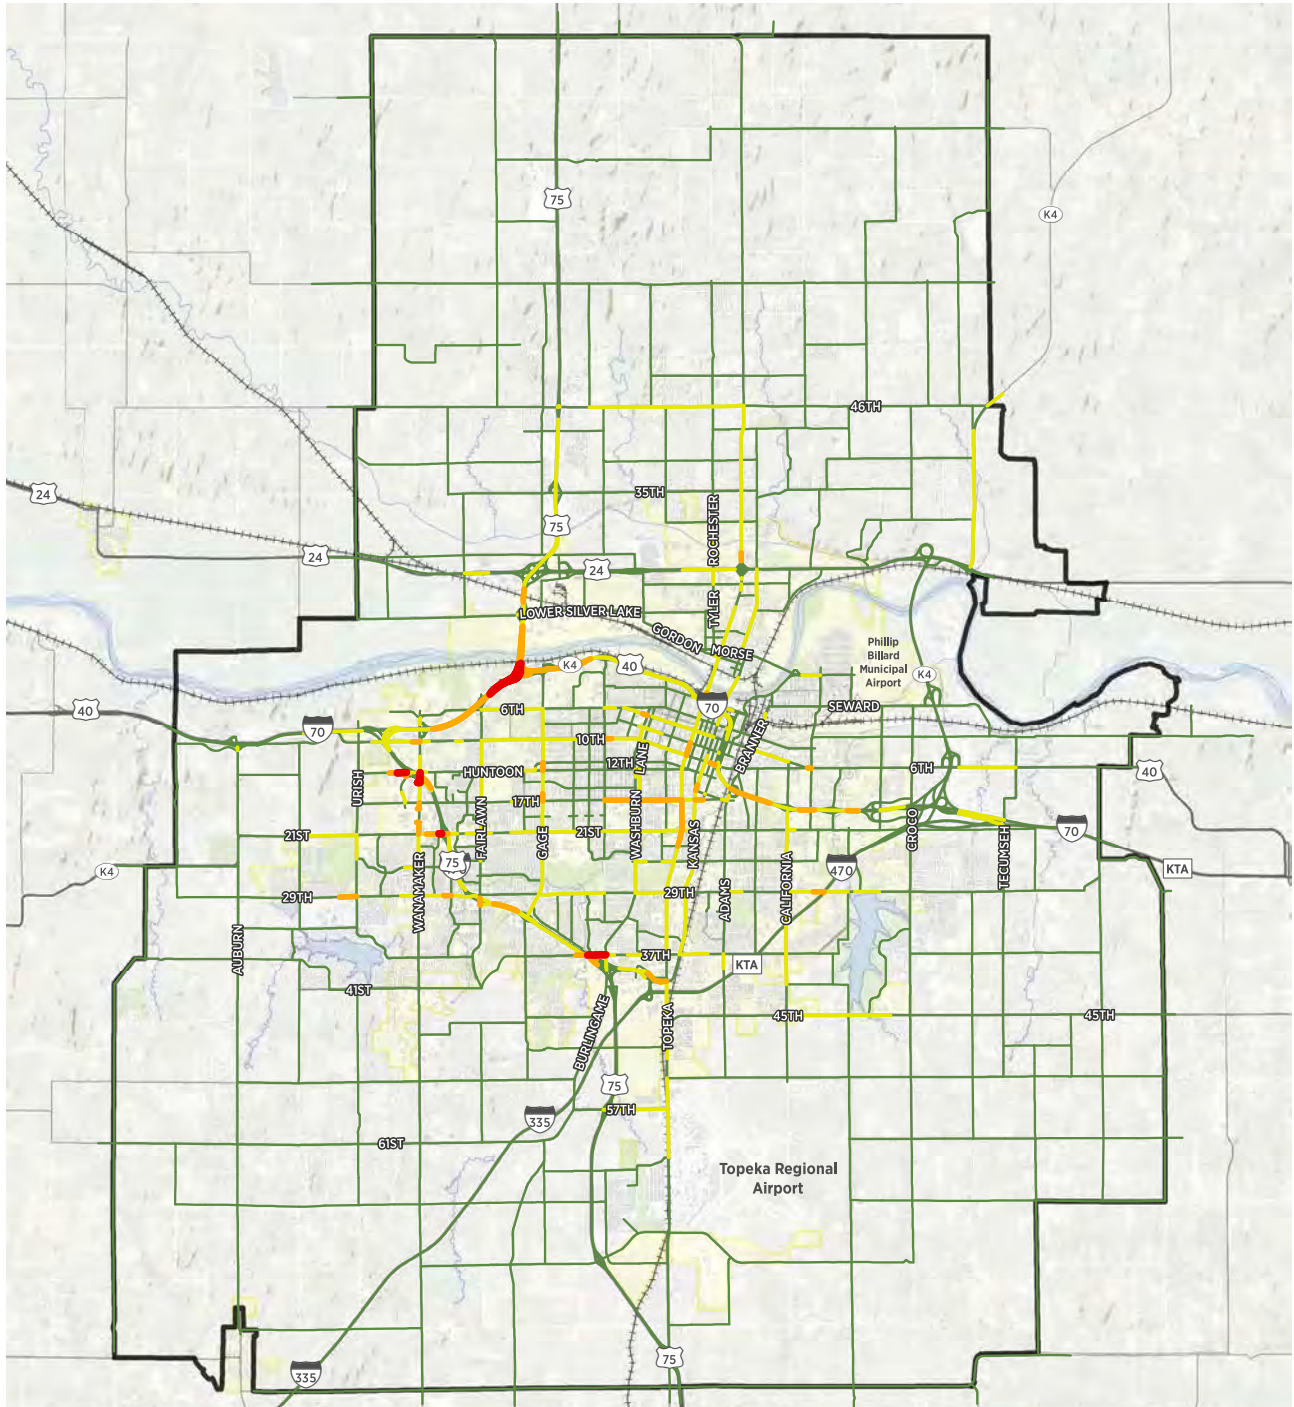 75
K4
46TH
24
35TH
ROCHESTER
75
24
24
TYLER
LOWER SILVER LAKE
GORDON
MORSE
Phillip
Billard
Municipal
Airport
K4
40
K4
40
70
6TH
70
SEWARD
10TH
BRANNER
LANE
12TH
HUNTOON
6TH
40
URISH
17TH
FAIRLAWN
GAGE
21ST
21ST
WASHBURN
KANSAS
CROCO
TECUMSEH
70
K4
75
470
KTA
WANAMAKER
CALIFORNIA
ADAMS
29TH
29TH
AUBURN
37TH
KTA
41ST
BURLINGAME
TOPEKA
45TH
45TH
75
57TH
335
61ST
Topeka Regional
Airport
75
335